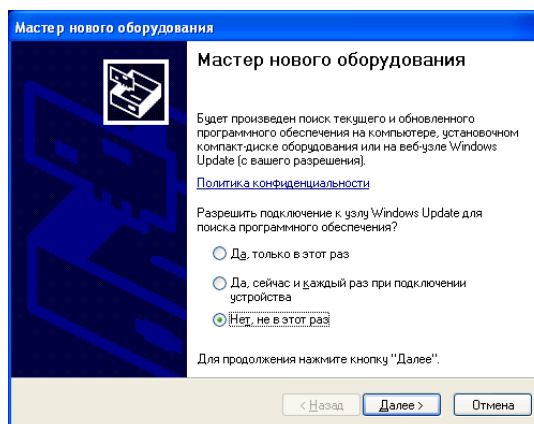 Мастер нового оборудования
Мастер нового оборудования
Будет произведен поиск текущего и обновленного
программного обеспечения на компьютере, установочном
компакт-диске оборудования или на веб-узле Windows
Update (с вашего разрешения).
Политика конфиденциальности
Разрешить подключение к узлу Windows Update для
поиска программного обеспечения?
Да, только в этот раз
Да, сейчас и каждый раз при подключении
устройства
Нет, не в этот раз
Для продолжения нажмите кнопку "Далее".
< Назад Далее > Отмена